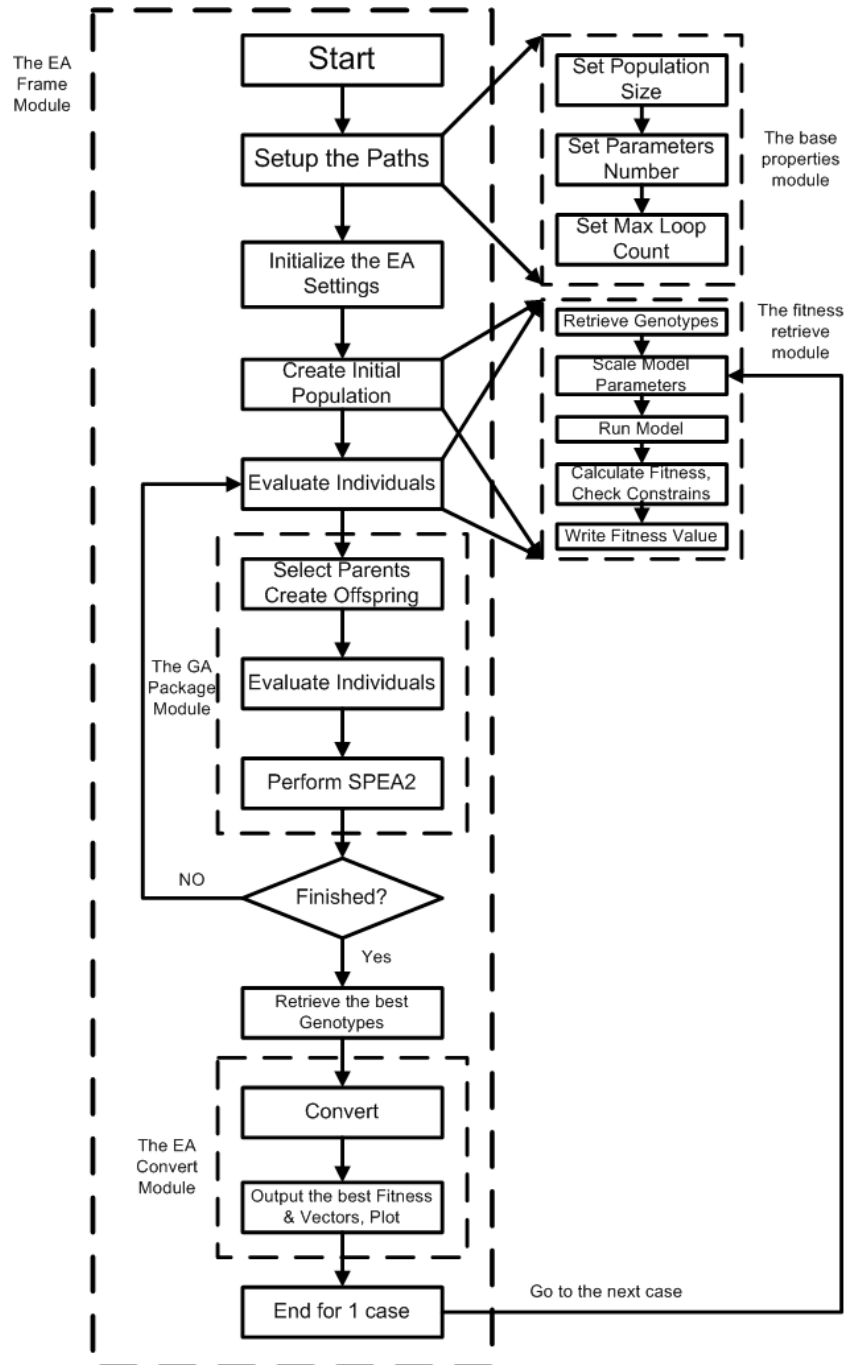 The EA
Frame
Module
Start
Setup the Paths
Initialize the EA
Settings
Create Initial
Population
Evaluate Individuals
The GA
Package
Module
Select Parents
Create Offspring
Evaluate Individuals
Perform SPEA2
Finished?
NO
Yes
Retrieve the best
Genotypes
The EA
Convert
Module
Convert
Output the best Fitness
& Vectors, Plot
End for 1 case
Go to the next case
Set Population
Size
Set Parameters
Number
Set Max Loop
Count
The base
properties
module
Retrieve Genotypes
Scale Model
Parameters
Run Model
Calculate Fitness,
Check Constrains
Write Fitness Value
The fitness
retrieve
module